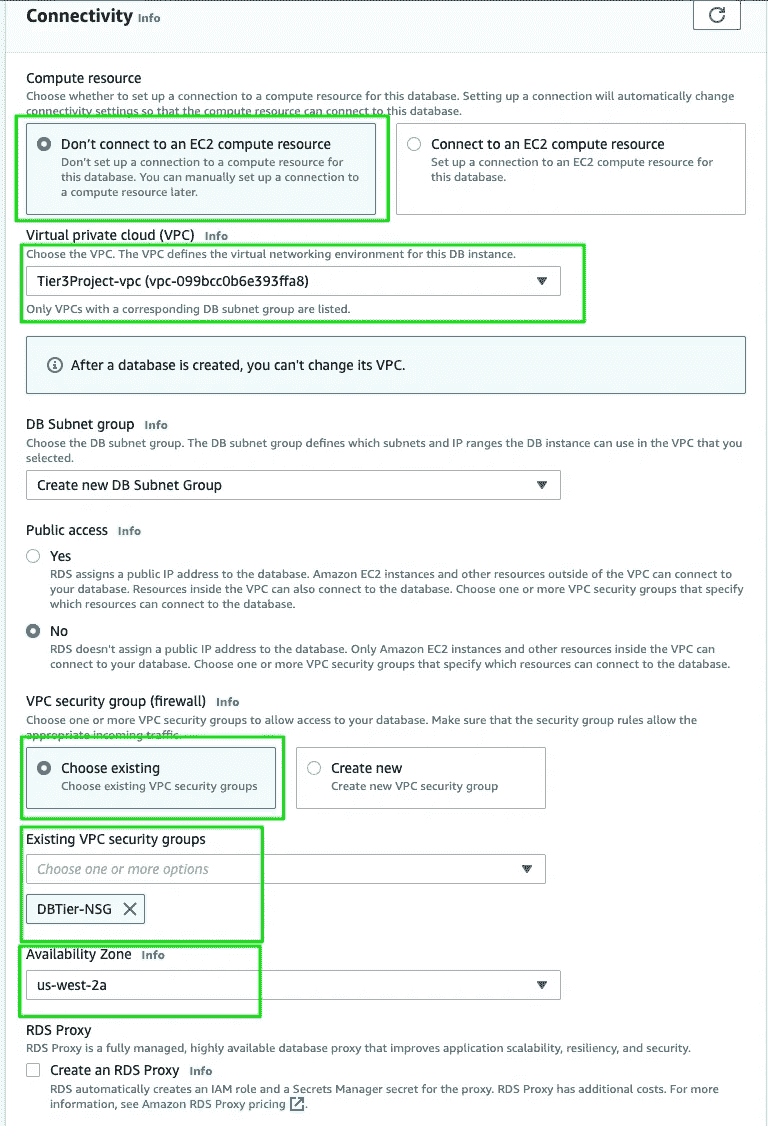 Connectivity Info
Compute resource
Choose whether to set up a connection to a compute resource for this database. Setting up a connection will automatically change
connectivity settings so that the compute resource can connect to this database.
Don't connect to an EC2 compute resource
Don't set up a connection to a compute resource for
this database. You can manually set up a connection to
a compute resource later.
Connect to an EC2 compute resource
Set up a connection to an EC2 compute resource for
this database.
Virtual private cloud (VPC) Info
Choose the VPC. The VPC defines the virtual networking environment for this DB instance.
Tier3Project-vpc (vpc-099bcc0b6e393ffa8)
Only VPCs with a corresponding DB subnet group are listed.
After a database is created, you can't change its VPC.
DB Subnet group Info
Choose the DB subnet group. The DB subnet group defines which subnets and IP ranges the DB instance can use in the VPC that you
selected.
Create new DB Subnet Group
Public access Info
Yes
RDS assigns a public IP address to the database. Amazon EC2 instances and other resources outside of the VPC can connect to
your database. Resources inside the VPC can also connect to the database. Choose one or more VPC security groups that specify
which resources can connect to the database.
No
RDS doesn't assign a public IP address to the database. Only Amazon EC2 instances and other resources inside the VPC can
connect to your database. Choose one or more VPC security groups that specify which resources can connect to the database.
VPC security group (firewall) Info
Choose one or more VPC security groups to allow access to your database. Make sure that the security group rules allow the
appropriate incoming traffic.
Choose existing
Choose existing VPC security groups
Create new
Create new VPC security group
Existing VPC security groups
Choose one or more options
DBTier-NSG
Availability Zone Info
us-west-2a
RDS Proxy
RDS Proxy is a fully managed, highly available database proxy that improves application scalability, resiliency, and security.
Create an RDS Proxy Info
RDS automatically creates an IAM role and a Secrets Manager secret for the proxy. RDS Proxy has additional costs. For more
information, see Amazon RDS Proxy pricing.